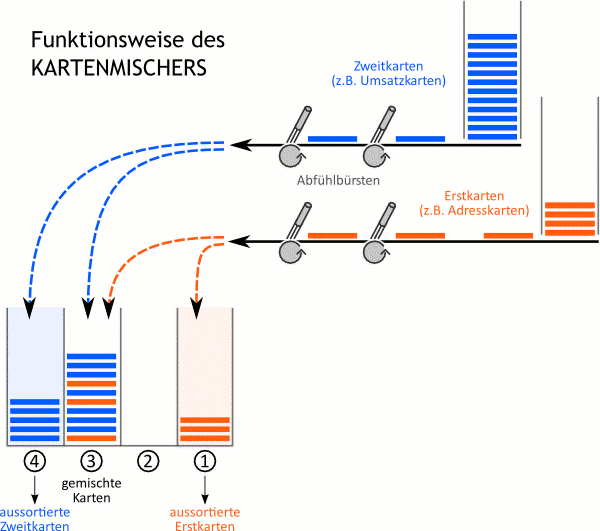 Funktionsweise des
KARTENMISCHERS
Zweitkarten
(z.B. Umsatzkarten)
Abfühlbürsten
Erstkarten
(z.B. Adresskarten)
4
3
2
1
gemischte
Karten
aussortierte
Zweitkarten
aussortierte
Erstkarten